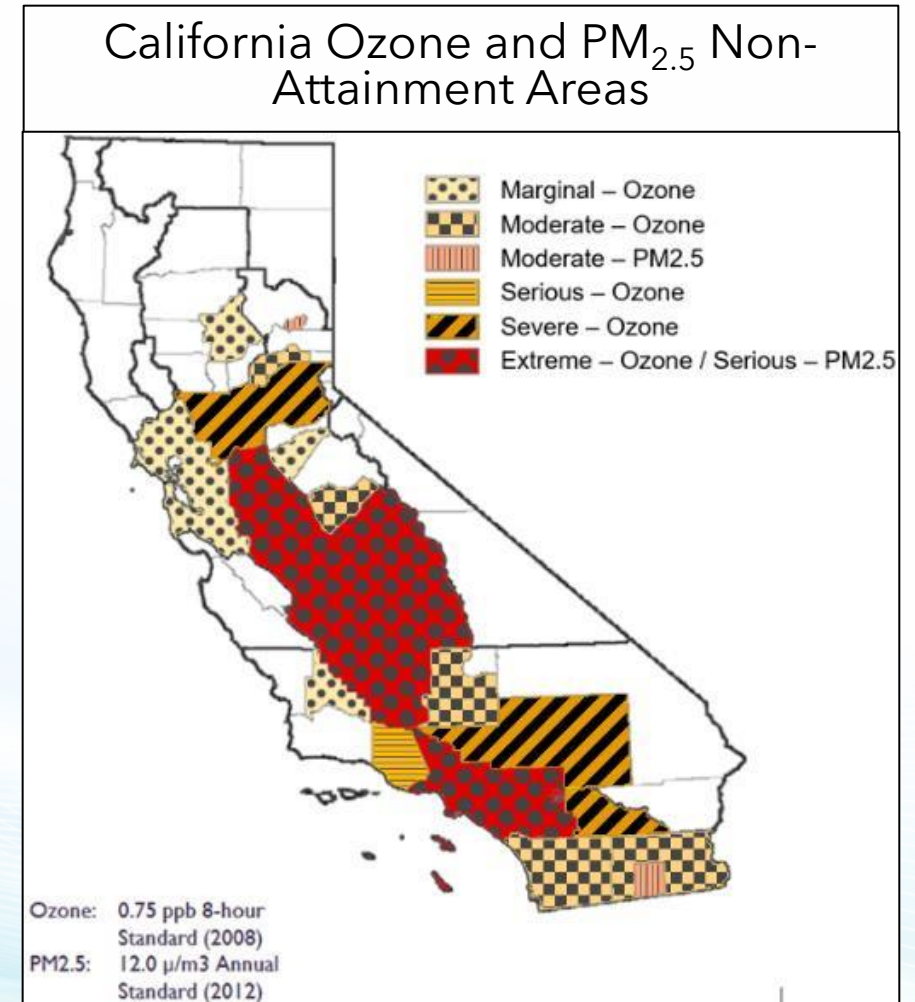 California Ozone and PM2.5 Non-
Attainment Areas
Marginal – Ozone
Moderate – Ozone
Moderate – PM2.5
Serious – Ozone
Severe – Ozone
Extreme – Ozone / Serious – PM2.5
Ozone: 0.75 ppb 8-hour
Standard (2008)
PM2.5: 12.0 µ/m3 Annual
Standard (2012)